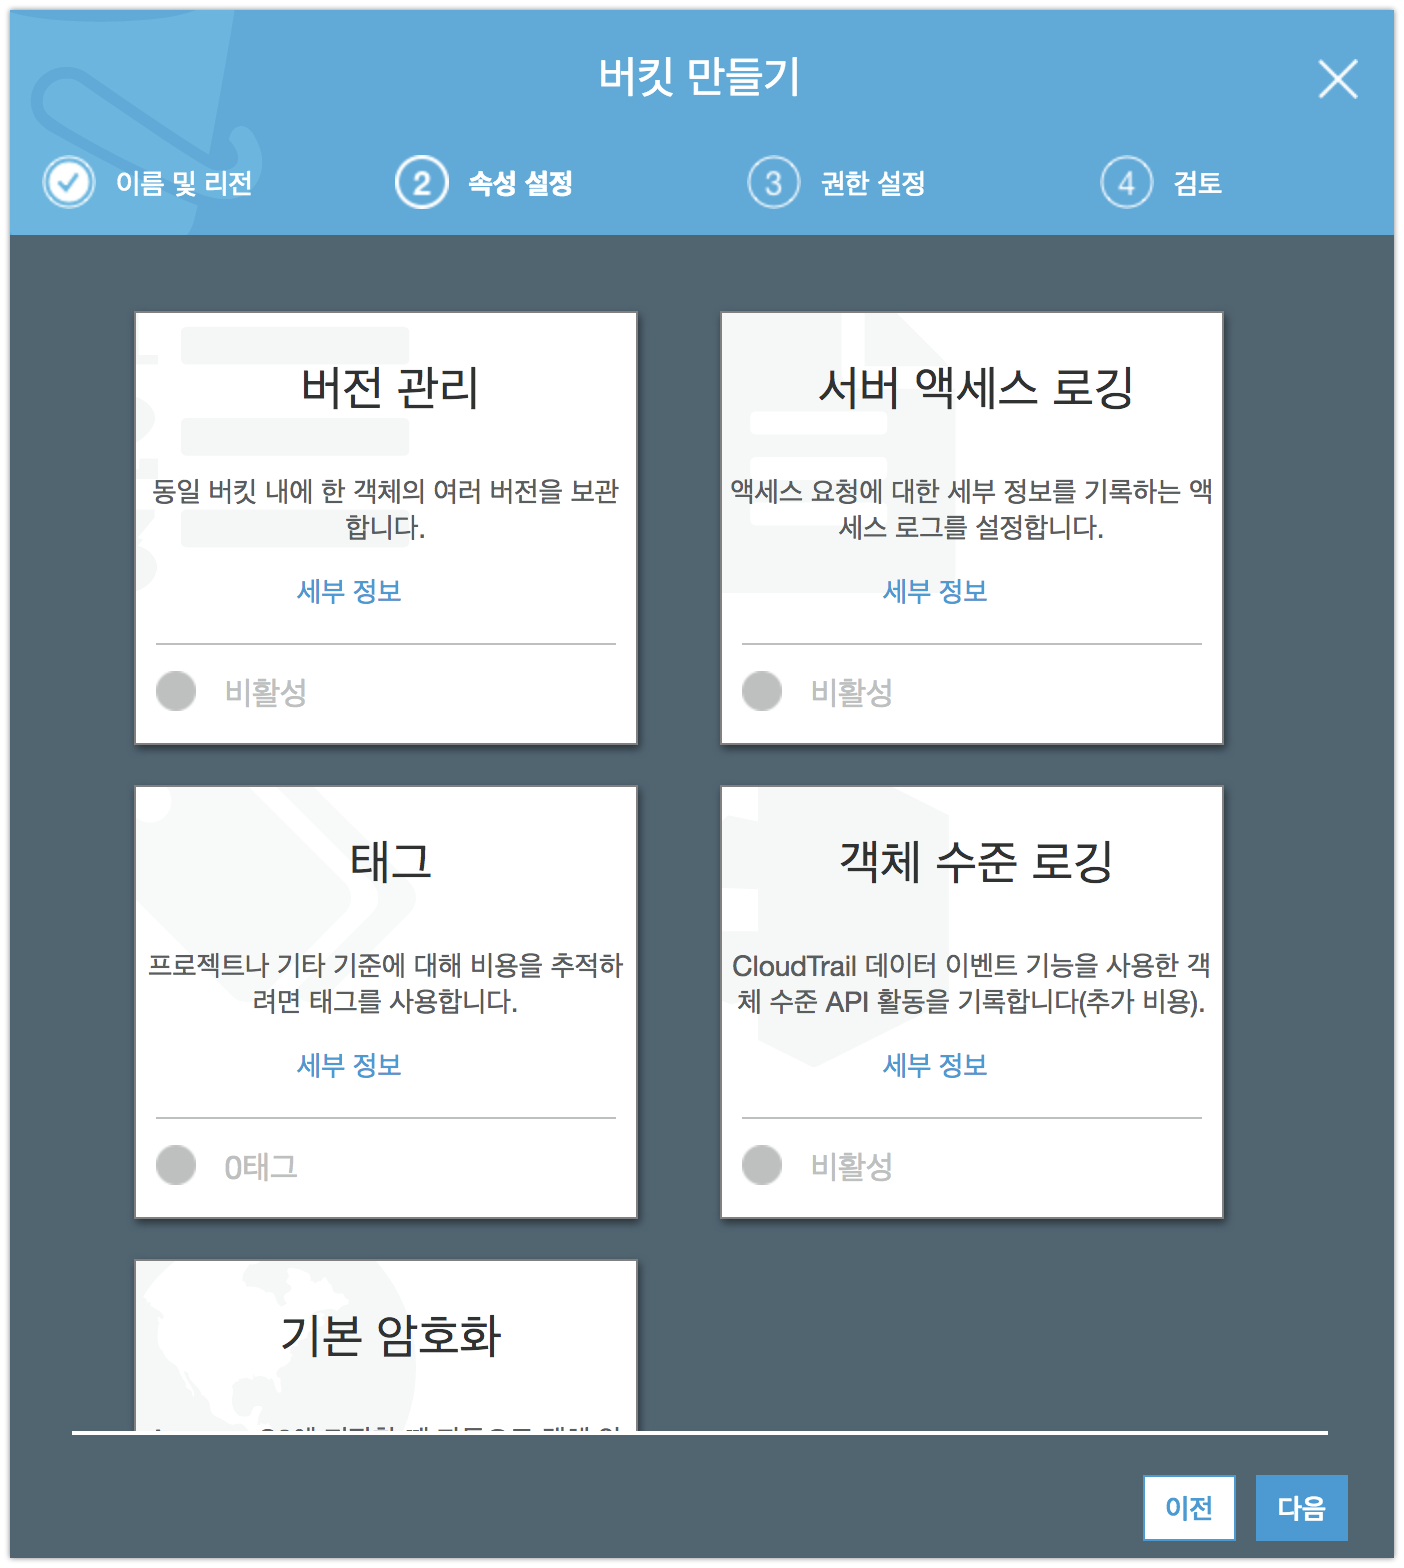 버킷 만들기
이름 및 리전
2 속성 설정
3 권한 설정
4 검토
버전 관리
동일 버킷 내에 한 객체의 여러 버전을 보관
합니다.
세부 정보
비활성
서버 액세스 로깅
액세스 요청에 대한 세부 정보를 기록하는 액
세스 로그를 설정합니다.
세부 정보
비활성
태그
프로젝트나 기타 기준에 대해 비용을 추적하
려면 태그를 사용합니다.
세부 정보
0태그
객체 수준 로깅
CloudTrail 데이터 이벤트 기능을 사용한 객
체 수준 API 활동을 기록합니다(추가 비용).
세부 정보
비활성
기본 암호화
이전
다음